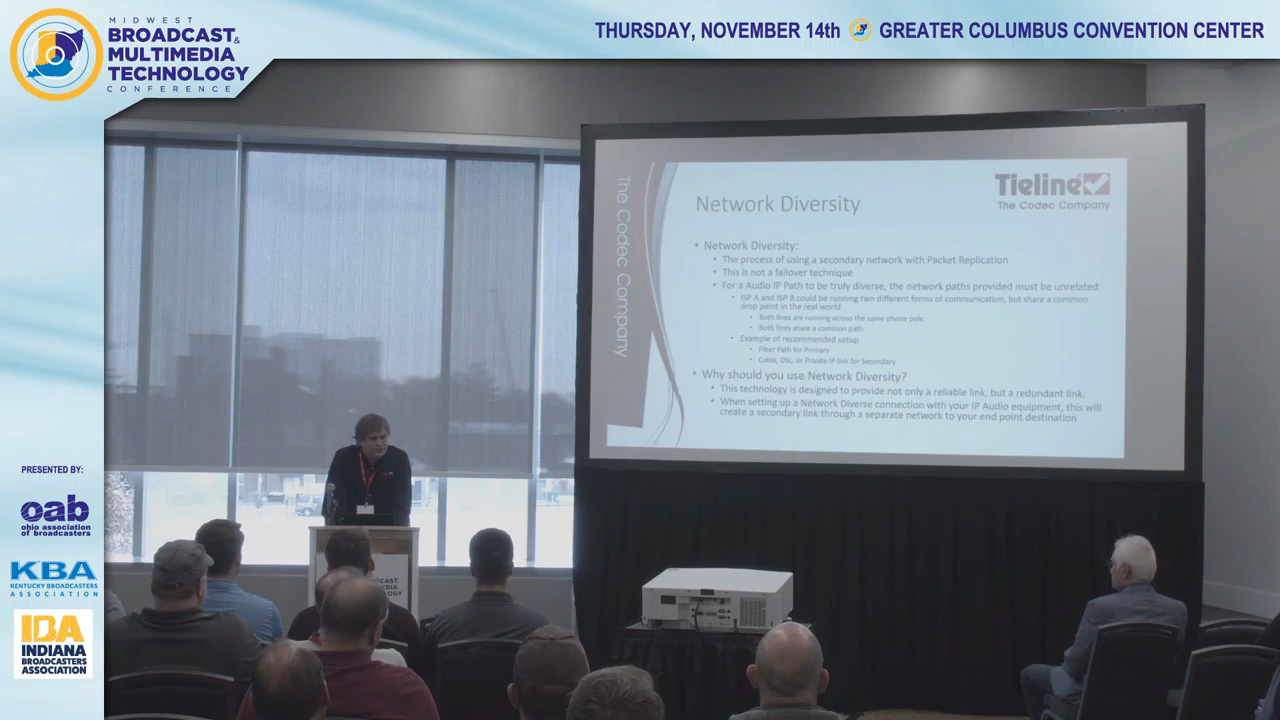 MIDWEST
BROADCAST &
MULTIMEDIA
TECHNOLOGY
CONFERENCE
THURSDAY, NOVEMBER 14th
GREATER COLUMBUS CONVENTION CENTER
The Codec Company
Tieline
The Codec Company
Network Diversity
• Network Diversity:
• The process of using a secondary network with Packet Replication
• This is not a failover technique
• For a Audio IP Path to be truly diverse, the network paths provided must be unrelated
• ISP A and ISP B could be running two different forms of communication, but share a common
drop point in the real world
• Both lines are running across the same phone pole
• Both lines share a common path
• Example of recommended setup
• Fiber Path for Primary
• Cable, DSL, or Private IP link for Secondary
• Why should you use Network Diversity?
• This technology is designed to provide not only a reliable link, but a redundant link.
• When setting up a Network Diverse connection with your IP Audio equipment, this will
create a secondary link through a separate network to your end point destination
PRESENTED BY:
oab
ohio association
of broadcasters
KBA
KENTUCKY BROADCASTERS
ASSOCIATION
IBA
INDIANA
BROADCASTERS
ASSOCIATION